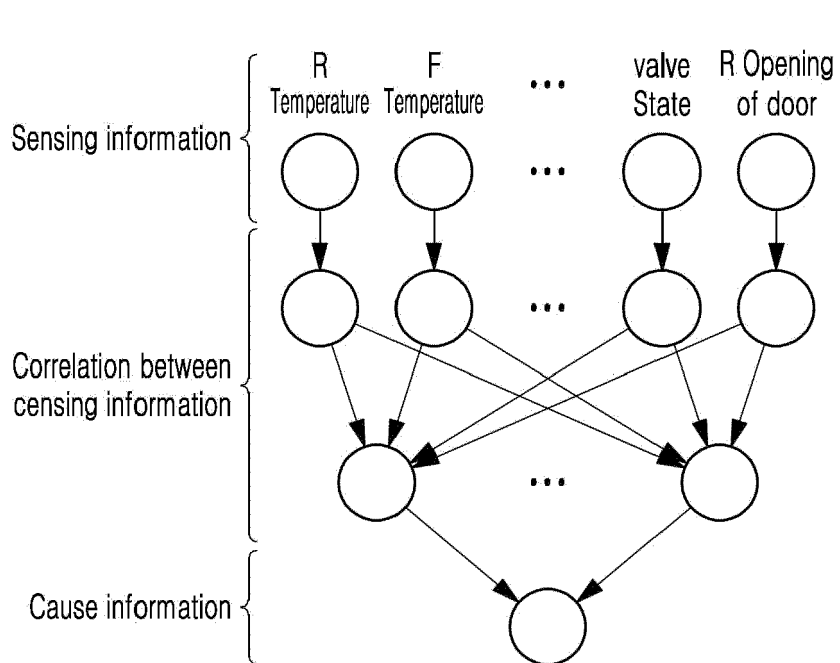 R
Temperature
F
Temperature
...
valve
State
R Opening
of door
Sensing information
...
...
Correlation between
censing information
...
Cause information